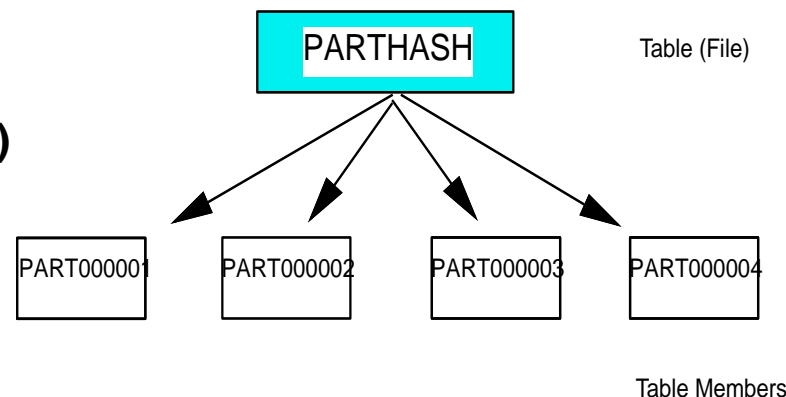 PARTHASH
Table (File)
)
PART000001
PART000002
PART000003
PART000004
Table Members